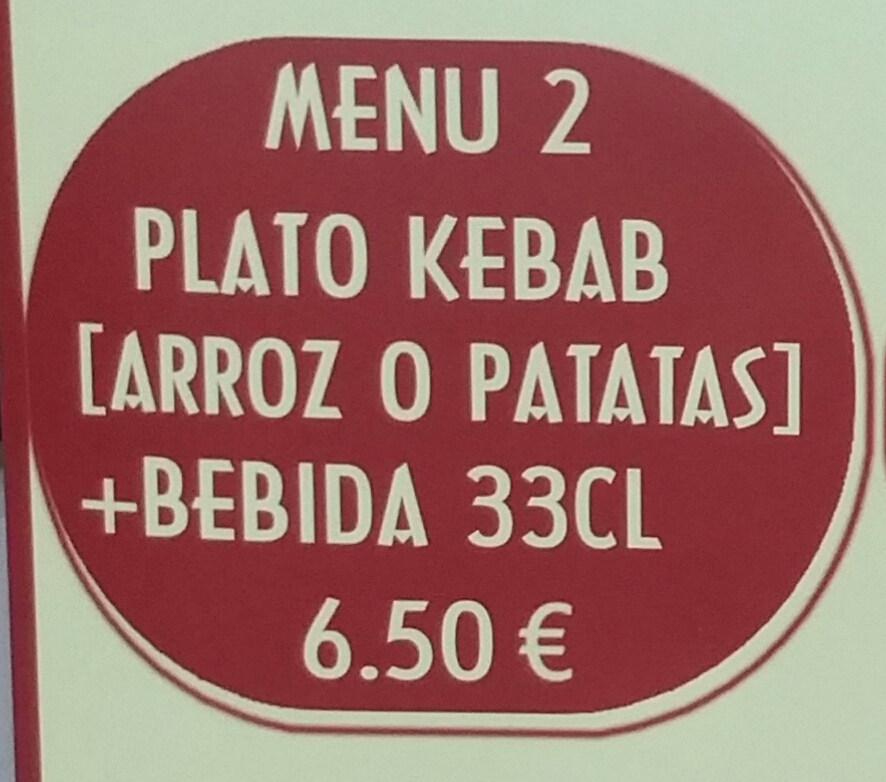 MENU 2
PLATO KEBAB
[ARROZ O PATATAS]
+BEBIDA 33CL
6.50 €